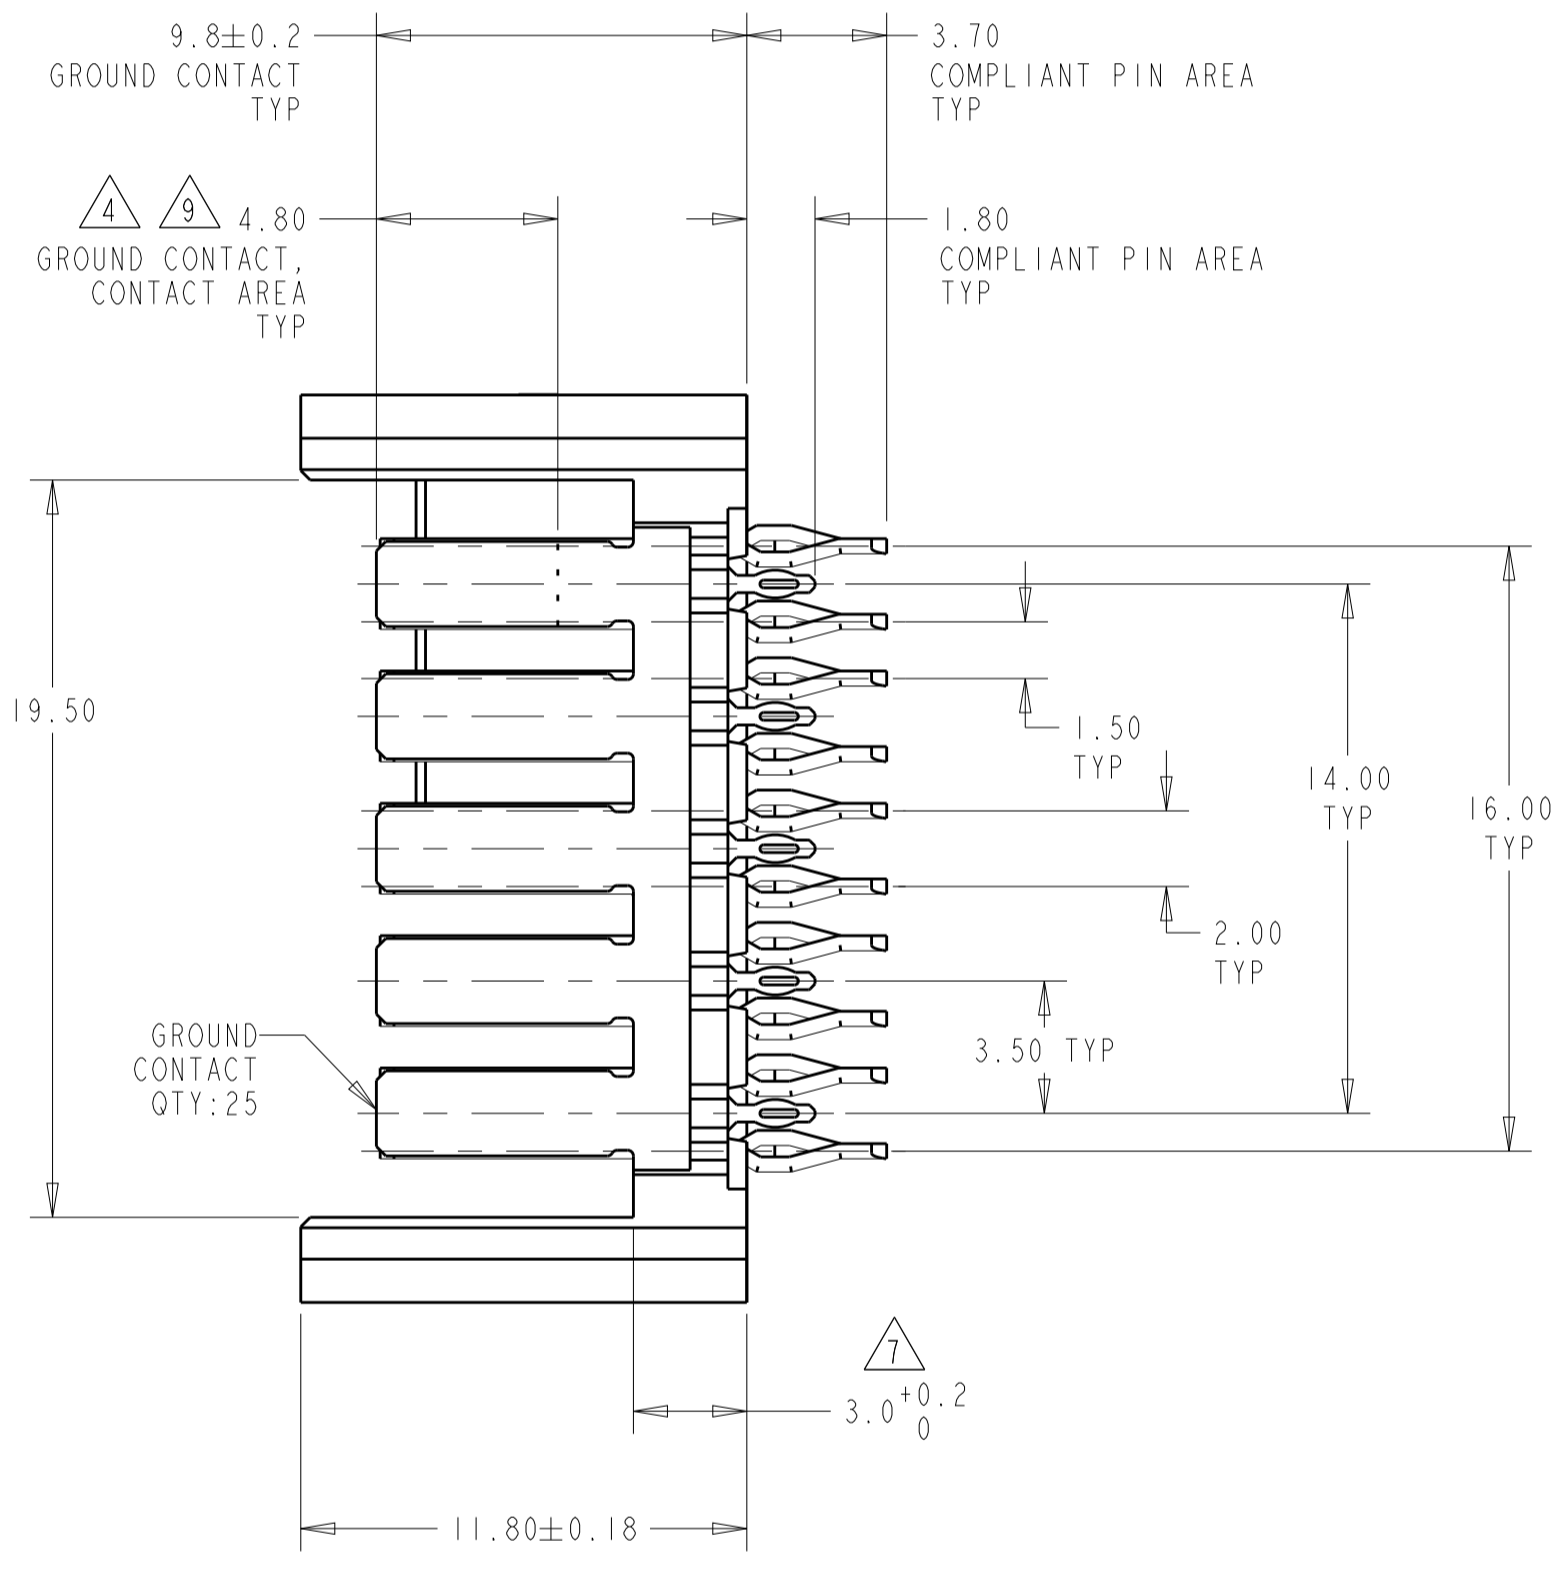 9.8±0.2
GROUND CONTACT
TYP
3.70
COMPLIANT PIN AREA
TYP
4
9
4.80
GROUND CONTACT,
CONTACT AREA
TYP
1.80
COMPLIANT PIN AREA
TYP
19.50
1.50
TYP
14.00
TYP
16.00
TYP
2.00
TYP
3.50 TYP
GROUND
CONTACT
QTY:25
7
3.0 +0.2
0
11.80±0.18